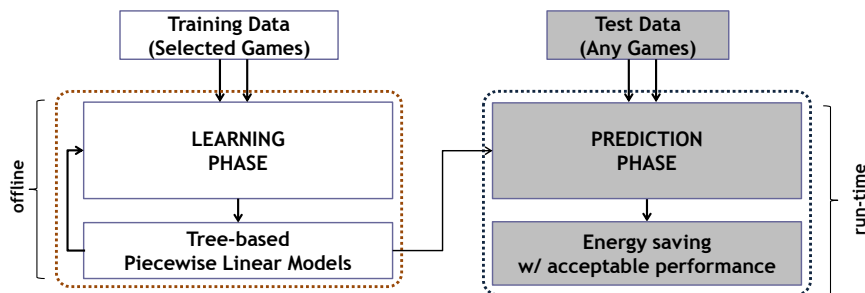 Training Data
(Selected Games)
Test Data
(Any Games)
offline
LEARNING
PHASE
PREDICTION
PHASE
run-time
Tree-based
Piecewise Linear Models
Energy saving
w/ acceptable performance